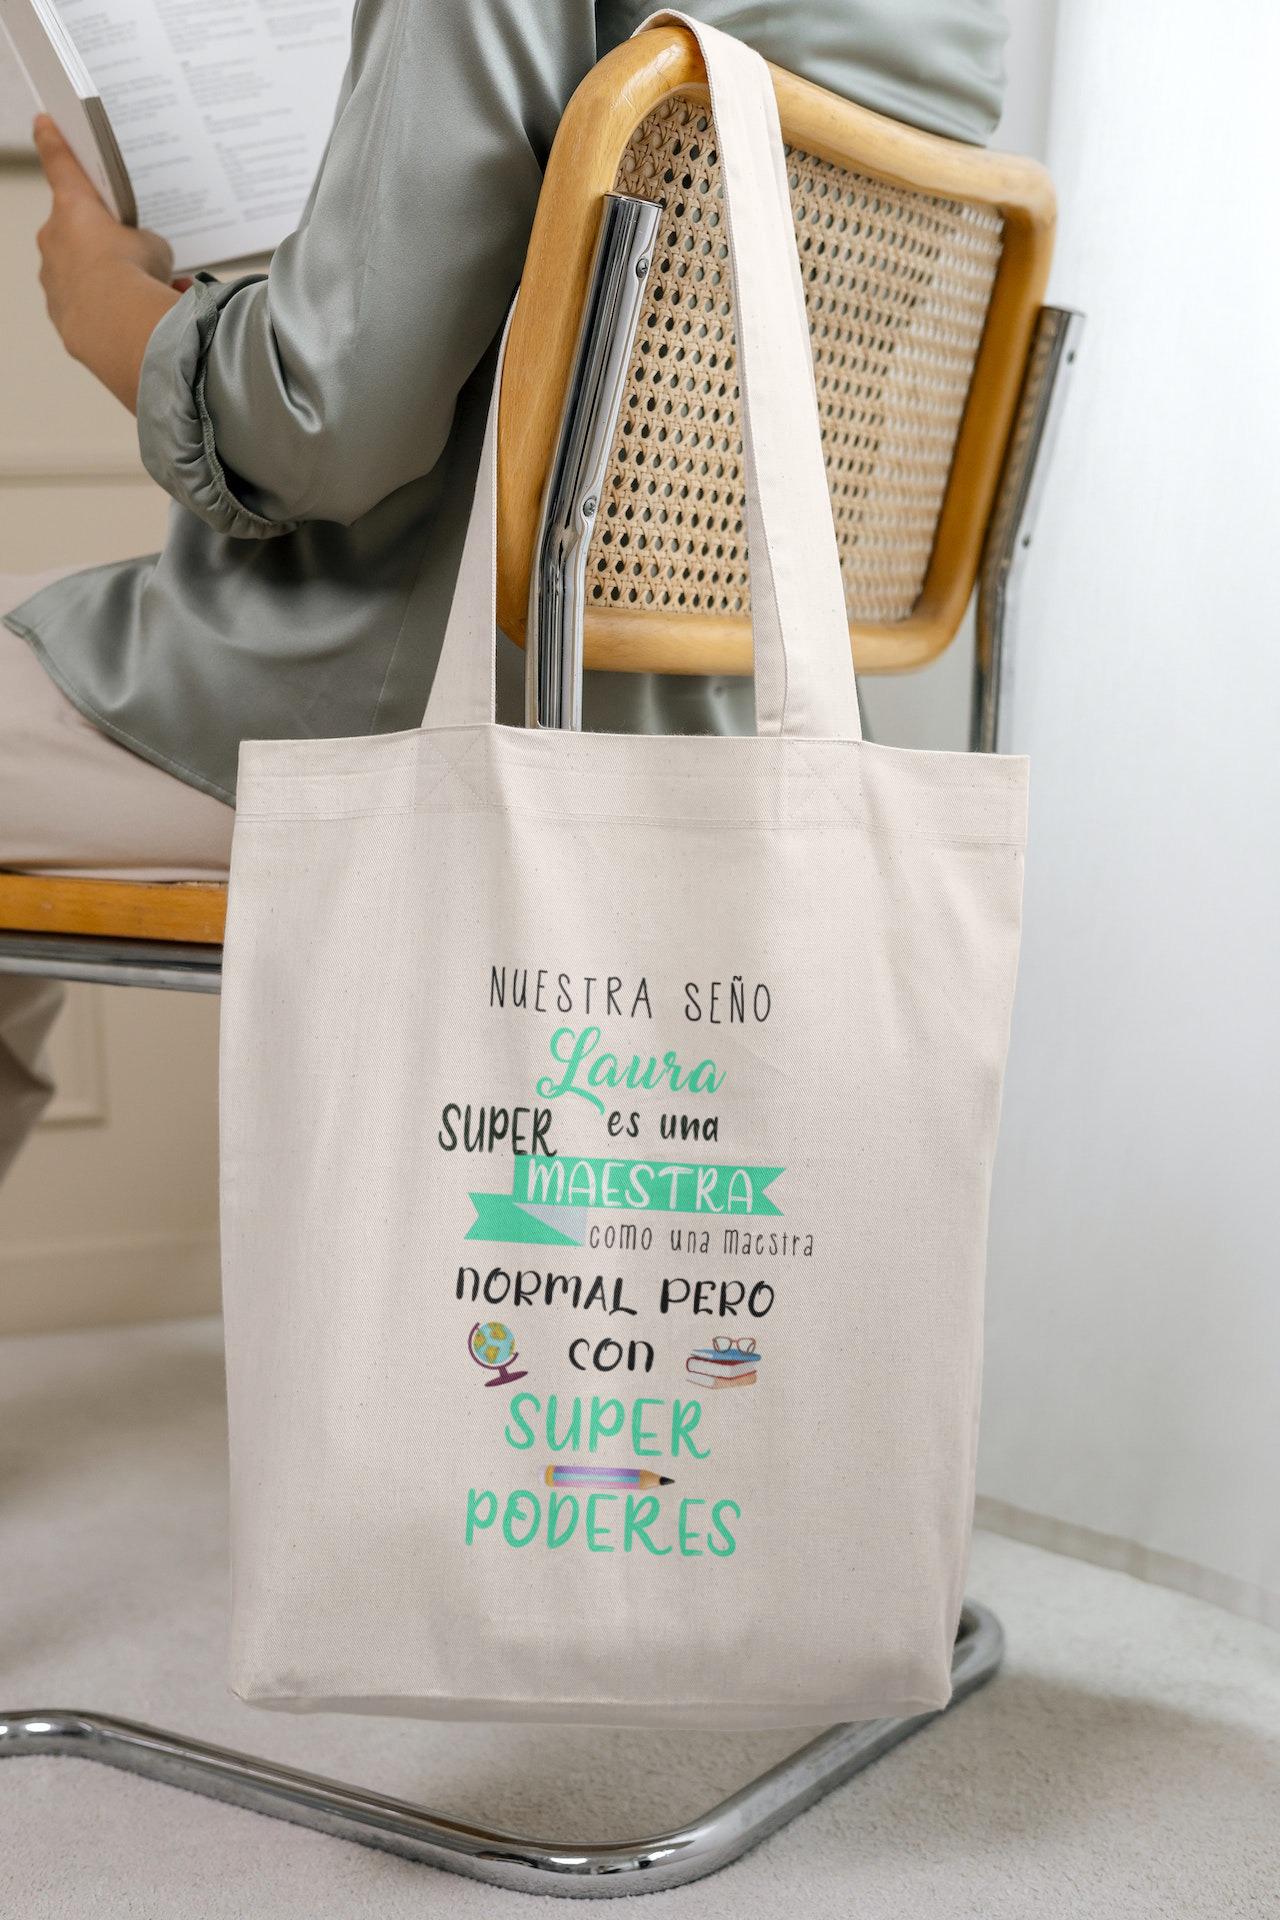 NUESTRA SEÑO
Laura
es una
SUPER
MAESTRA
como una maestra
NORMAL PERO
con
SUPER
PODERES